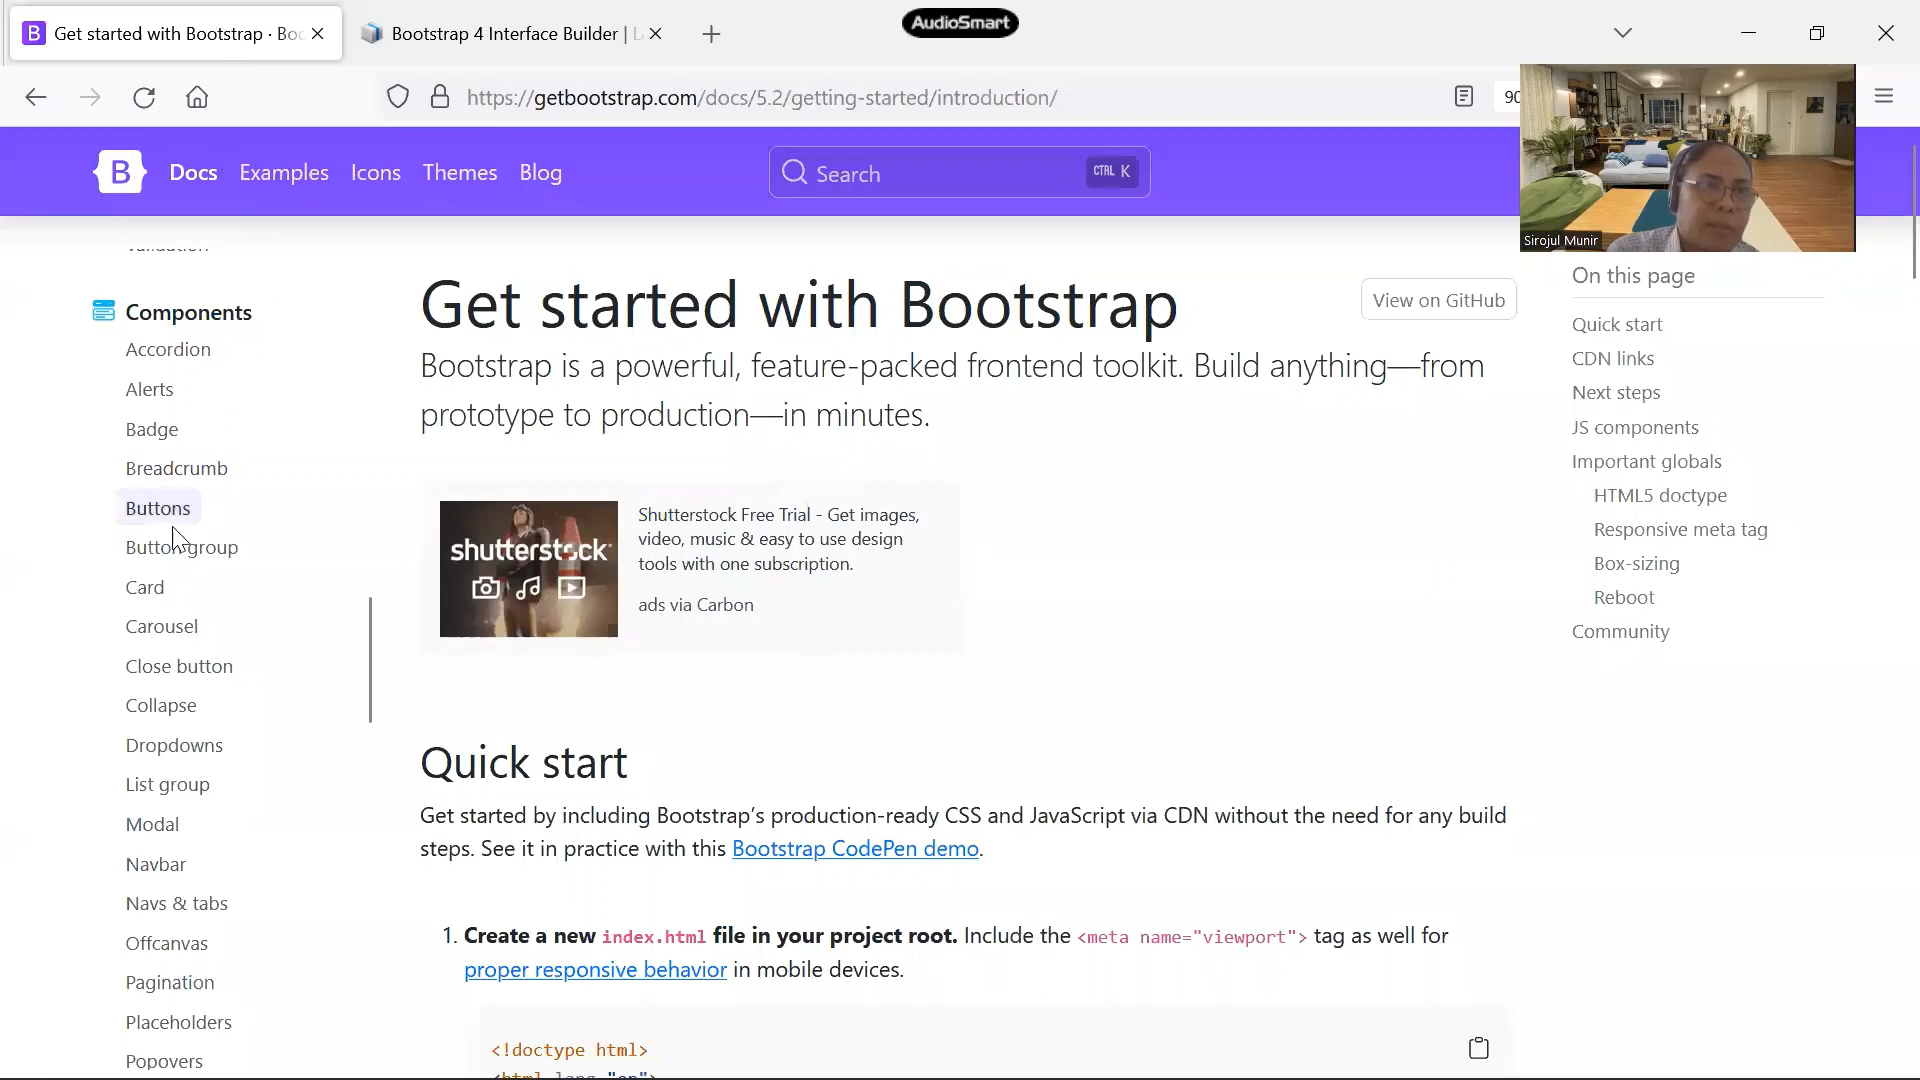 Get started with Bootstrap · Boo
Bootstrap 4 Interface Builder |
AudioSmart
https://getbootstrap.com/docs/5.2/getting-started/introduction/
90
B
Docs
Examples
Icons
Themes
Blog
Search
CTRL K
Sirojul Munir
Components
Accordion
Alerts
Badge
Breadcrumb
Buttons
Button group
Card
Carousel
Close button
Collapse
Dropdowns
List group
Modal
Navbar
Navs & tabs
Offcanvas
Pagination
Placeholders
Popovers
Get started with Bootstrap
View on GitHub
Bootstrap is a powerful, feature-packed frontend toolkit. Build anything—from
prototype to production—in minutes.
shutterstock
Shutterstock Free Trial - Get images,
video, music & easy to use design
tools with one subscription.
ads via Carbon
Quick start
Get started by including Bootstrap’s production-ready CSS and JavaScript via CDN without the need for any build
steps. See it in practice with this Bootstrap CodePen demo.
1. Create a new index.html file in your project root. Include the <meta name="viewport"> tag as well for
proper responsive behavior in mobile devices.
<!doctype html>
<html lang="en">
On this page
Quick start
CDN links
Next steps
JS components
Important globals
HTML5 doctype
Responsive meta tag
Box-sizing
Reboot
Community